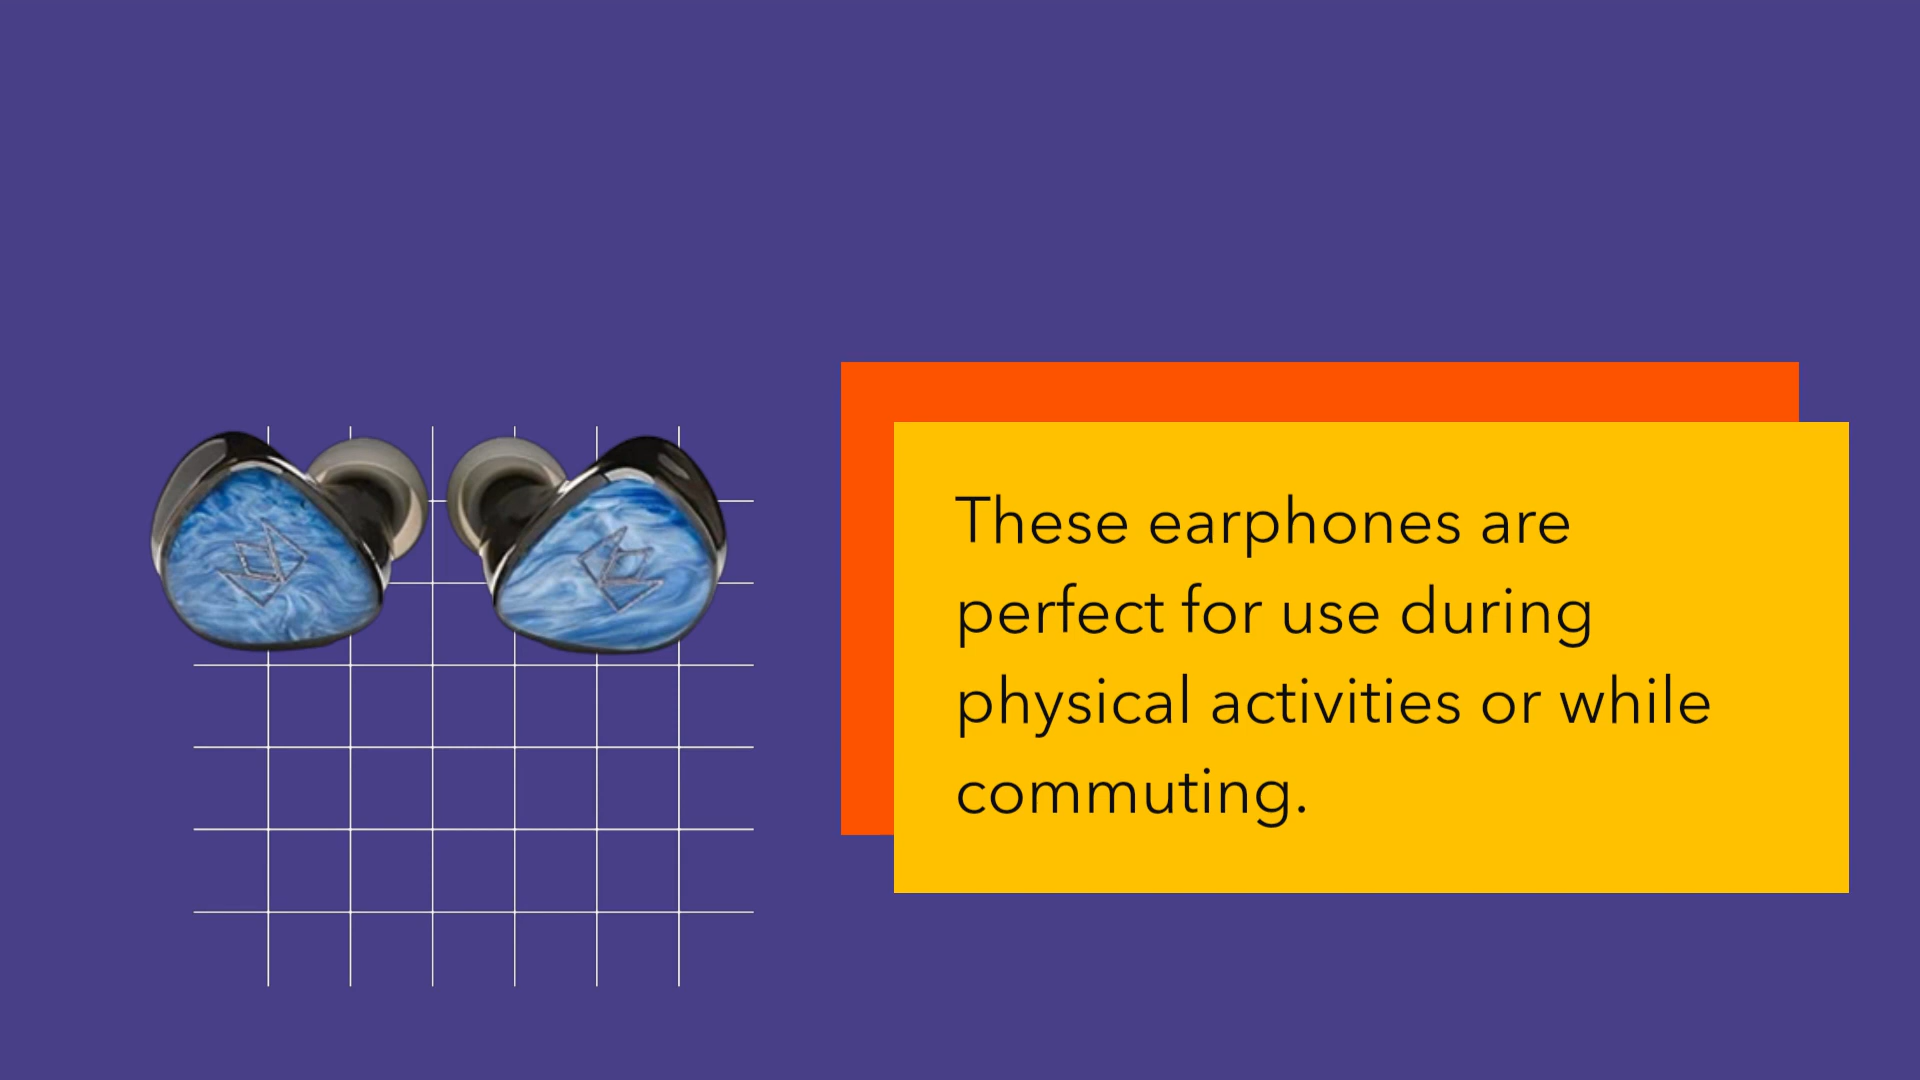 These earphones are
perfect for use during
physical activities or while
commuting.